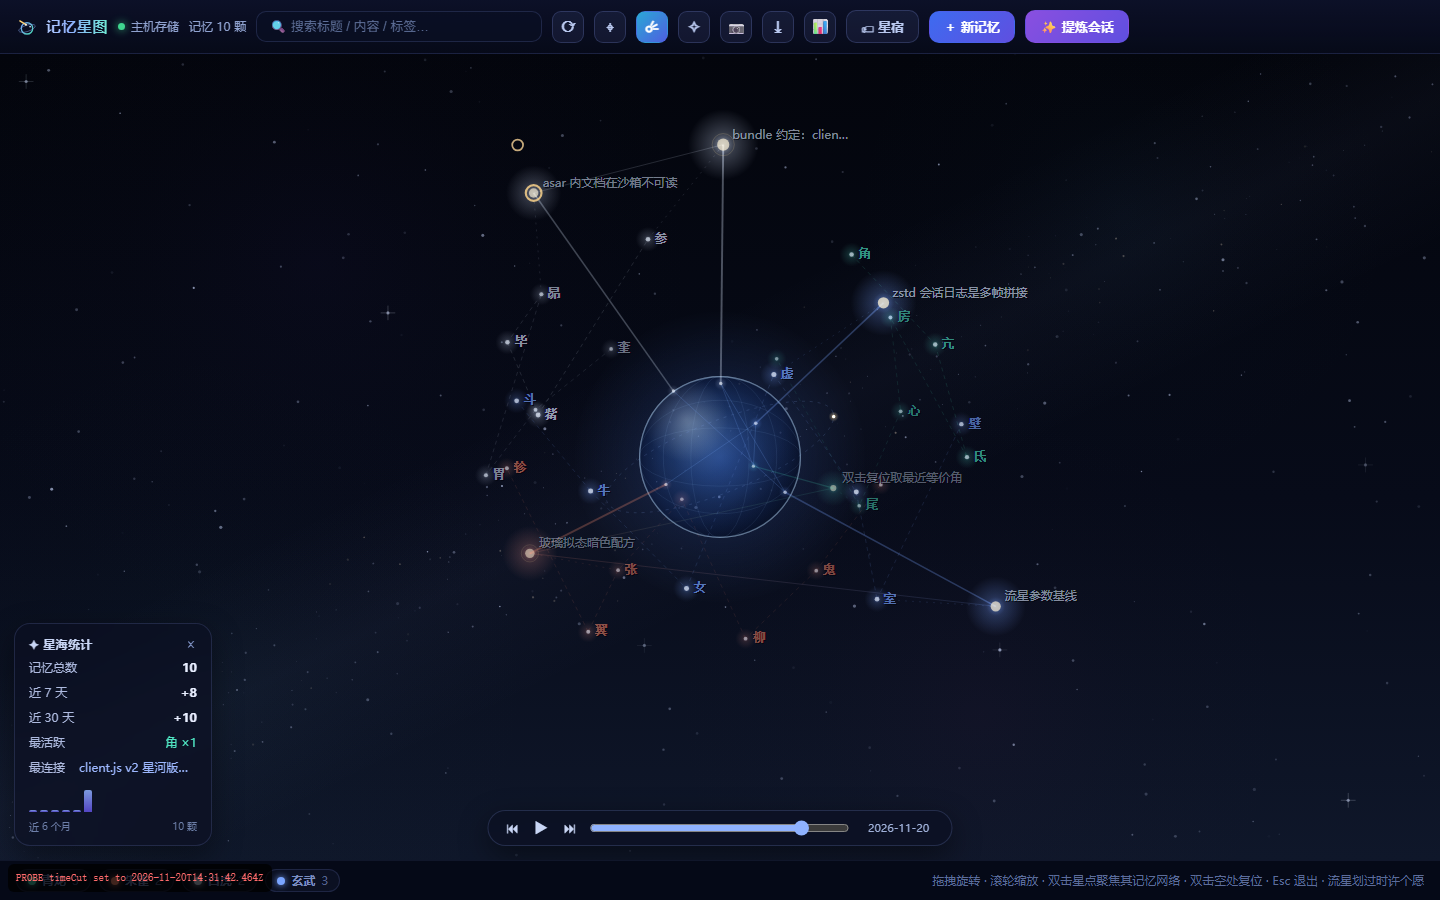 记忆星图 主机存储 记忆 10 颗 搜索标题 / 内容 / 标签... 星宿 + 新记忆 提炼会话
bundle 约定：clien...
asar 内文档在沙箱不可读
参
角
昴
zstd 会话日志是多帧拼接
房
毕
奎
亢
虚
斗
觜
心
壁
氐
胃
轸
双击复位取最近等价角
牛
尾
玻璃拟态暗色配方
张
鬼
女
室
流星参数基线
翼
柳
星海统计 ×
记忆总数 10
近 7 天 +8
近 30 天 +10
最活跃 角 ×1
最连接 client.js v2 星河版...
近 6 个月 10 颗
2026-11-20
PROBE timeCut set to 2026-11-20T14:31:42.464Z
玄武 3
拖拽旋转 · 滚轮缩放 · 双击星点聚焦其记忆网络 · 双击空处复位 · Esc 退出 · 流星划过时许个愿